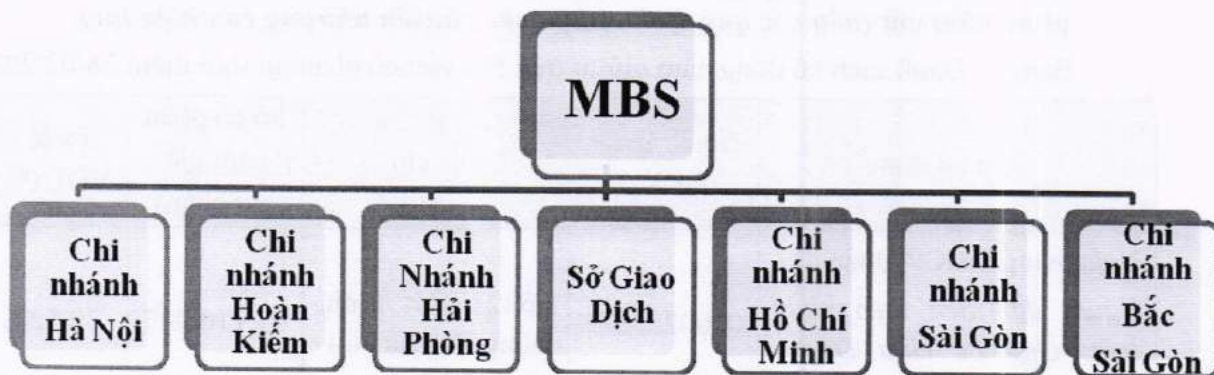 MBS
Chi
nhánh
Hà Nội
Chi
nhánh
Hoàn
Kiếm
Chi
Nhánh
Hải
Phòng
Sở Giao
Dịch
Chi
nhánh
Hồ Chí
Minh
Chi
nhánh
Sài Gòn
Chi
nhánh
Bắc
Sài Gòn